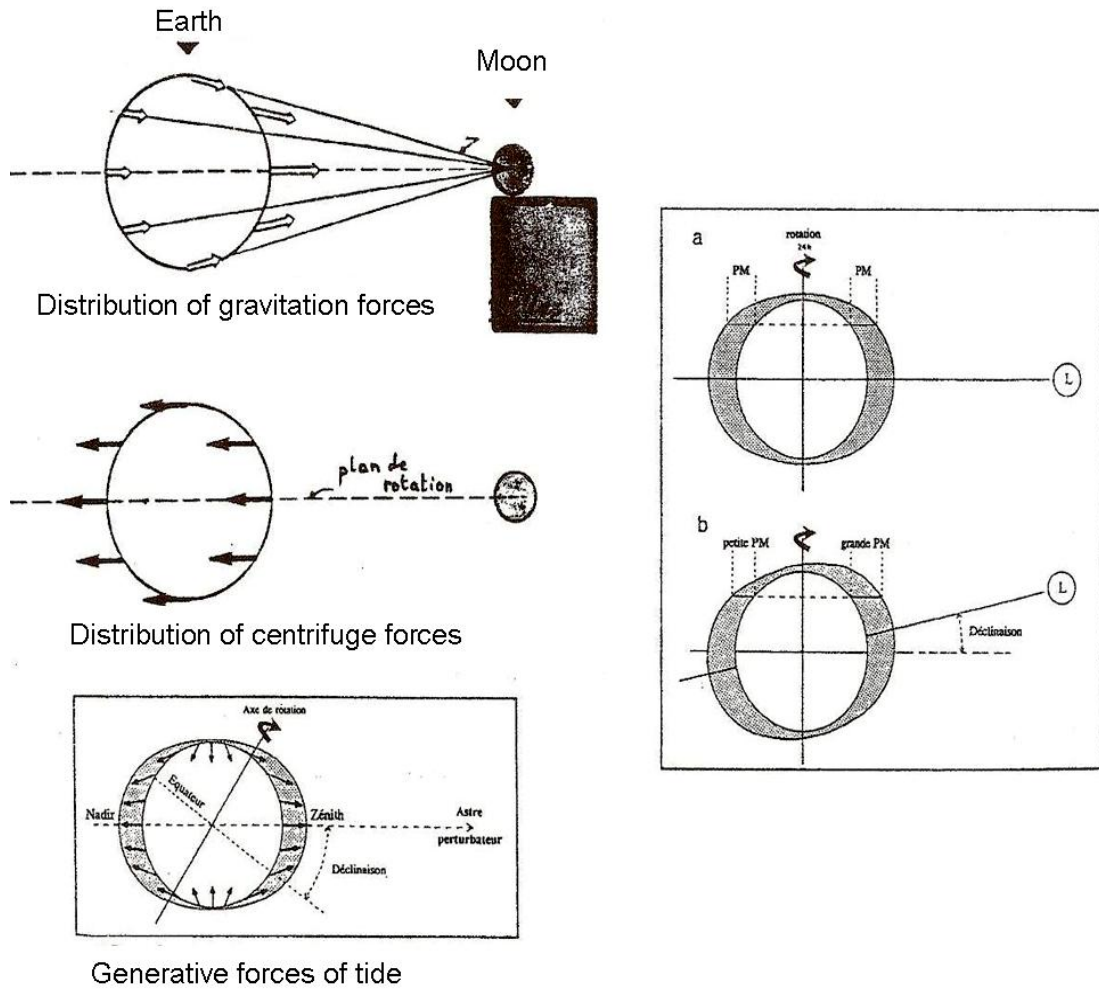 Earth
Moon
Distribution of gravitation forces
plan de
rotation
Distribution of centrifuge forces
Axe de rotation
Equateur
Nadir
Zénith
Astre
perturbateur
Déclinaison
Generative forces of tide
a
rotation
24h
PM
PM
L
b
petite PM
grande PM
L
Déclinaison